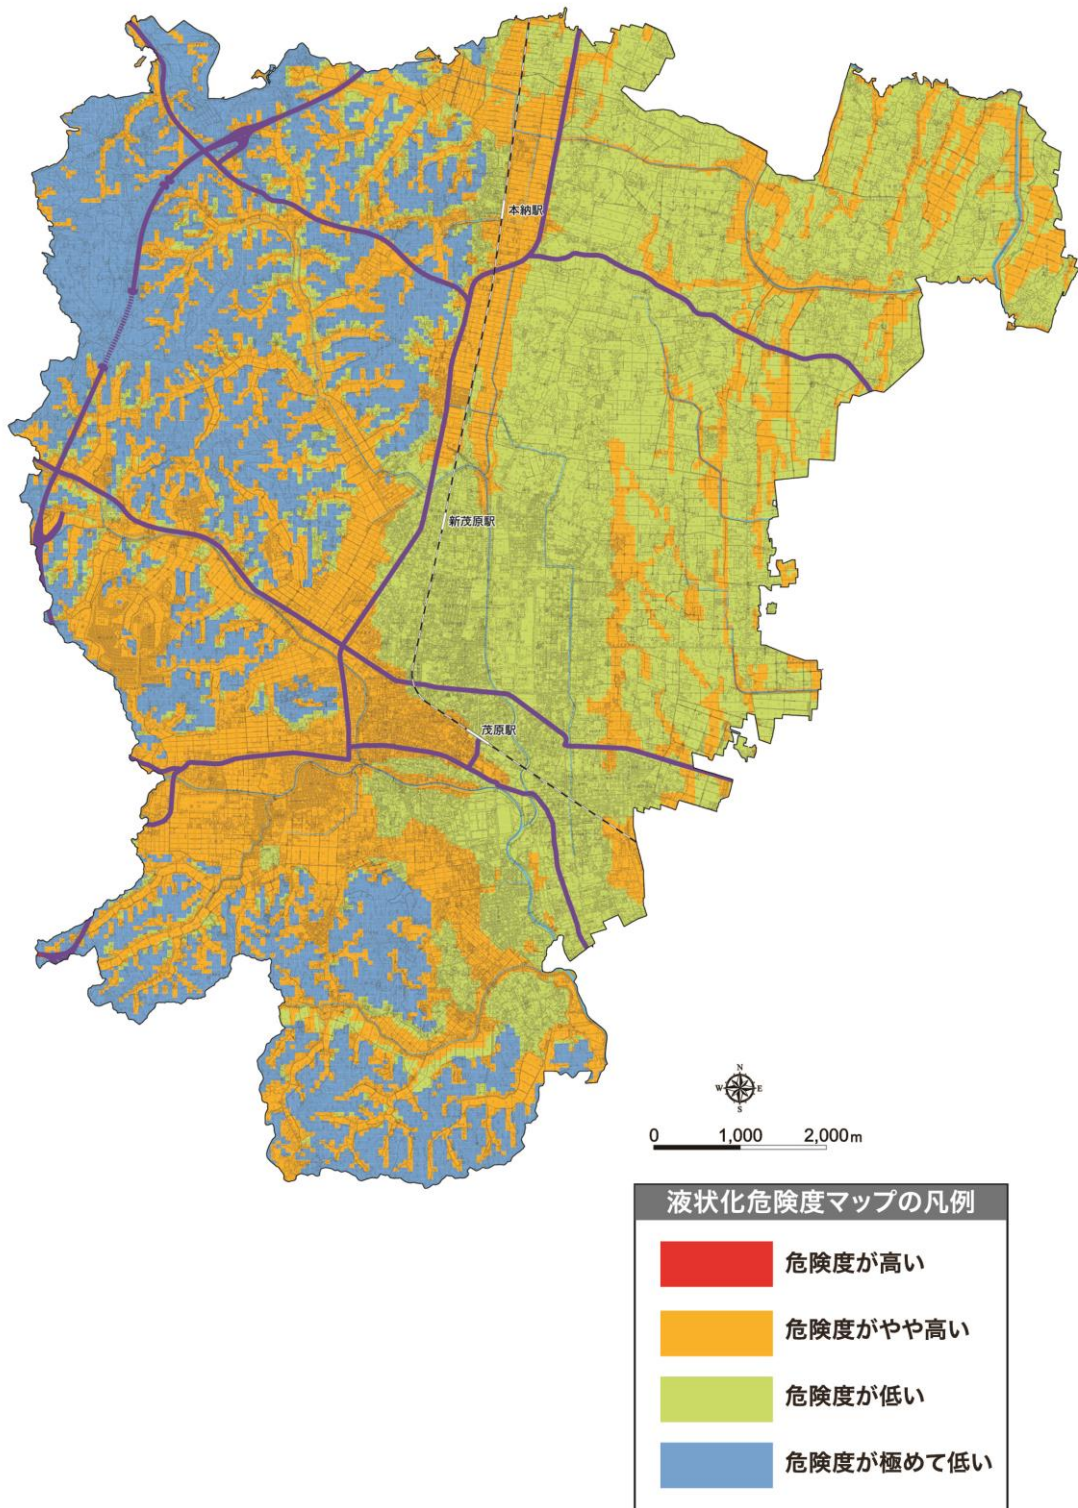 本納駅
新茂原駅
茂原駅
N
W E
S
0 1,000 2,000m
液状化危険度マップの凡例
危険度が高い
危険度がやや高い
危険度が低い
危険度が極めて低い